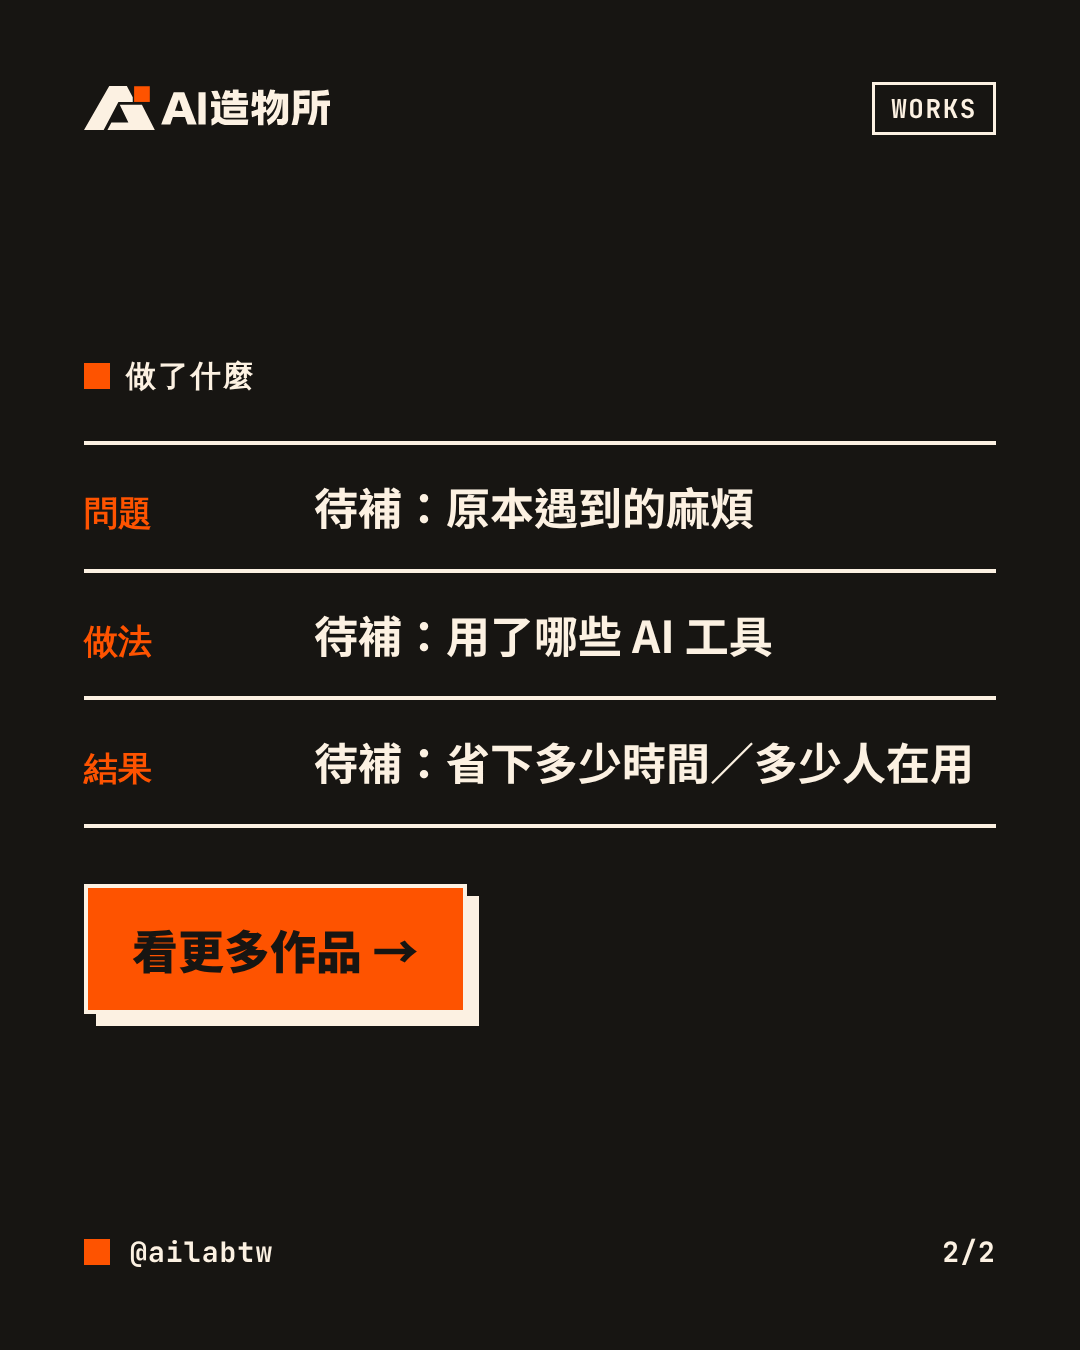 AI造物所
WORKS
做了什麼
問題 待補：原本遇到的麻煩
做法 待補：用了哪些 AI 工具
結果 待補：省下多少時間／多少人在用
看更多作品 →
@ailabtw
2/2